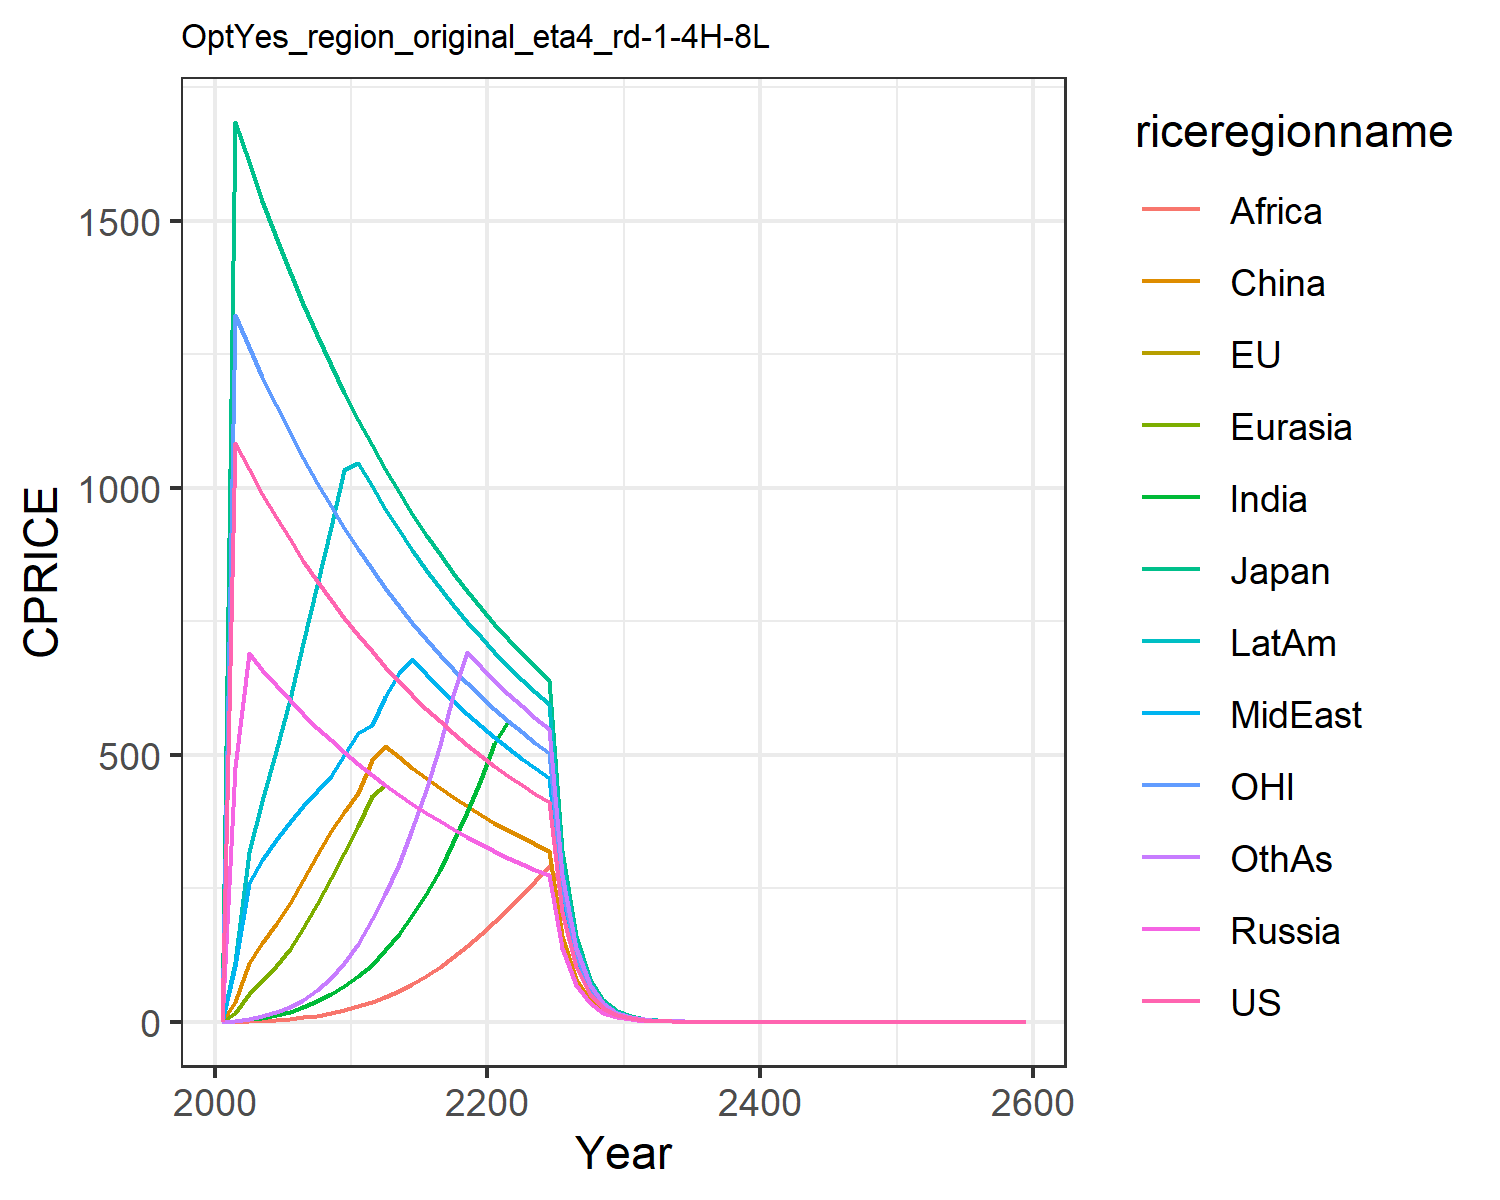 OptYes_region_original_eta4_rd-1-4H-8L
CPRICE
1500
1000
500
0
2000 2200 2400 2600
Year
riceregionname
Africa
China
EU
Eurasia
India
Japan
LatAm
MidEast
OHI
OthAs
Russia
US